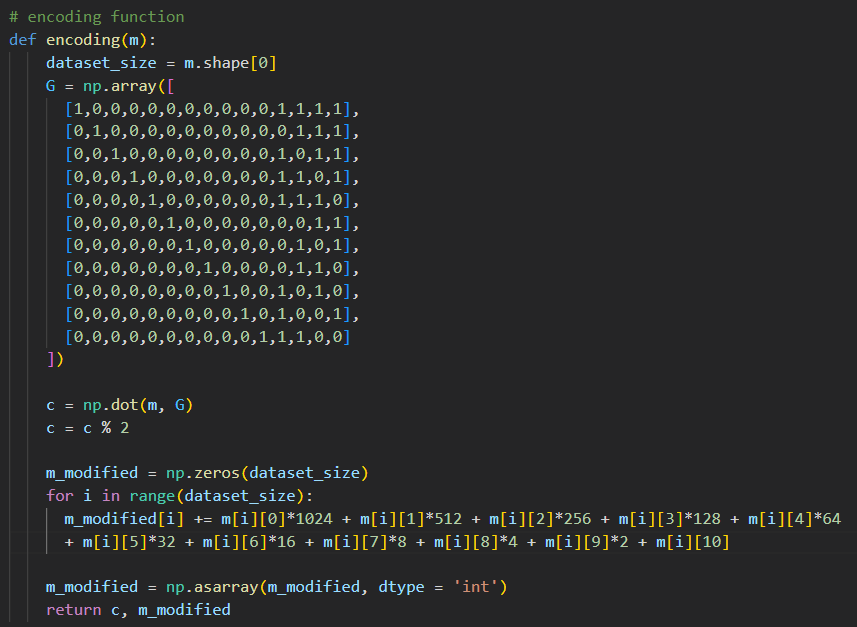 # encoding function
def encoding(m):
    dataset_size = m.shape[0]
    G = np.array([
      [1,0,0,0,0,0,0,0,0,0,0,1,1,1,1],
      [0,1,0,0,0,0,0,0,0,0,0,0,1,1,1],
      [0,0,1,0,0,0,0,0,0,0,0,1,0,1,1],
      [0,0,0,1,0,0,0,0,0,0,0,1,1,0,1],
      [0,0,0,0,1,0,0,0,0,0,0,1,1,1,0],
      [0,0,0,0,0,1,0,0,0,0,0,0,0,1,1],
      [0,0,0,0,0,0,1,0,0,0,0,0,1,0,1],
      [0,0,0,0,0,0,0,1,0,0,0,0,1,1,0],
      [0,0,0,0,0,0,0,0,1,0,0,1,0,1,0],
      [0,0,0,0,0,0,0,0,0,1,0,1,0,0,1],
      [0,0,0,0,0,0,0,0,0,0,1,1,1,0,0]
    ])
    c = np.dot(m, G)
    c = c % 2
    m_modified = np.zeros(dataset_size)
    for i in range(dataset_size):
      m_modified[i] += m[i][0]*1024 + m[i][1]*512 + m[i][2]*256 + m[i][3]*128 + m[i][4]*64
      + m[i][5]*32 + m[i][6]*16 + m[i][7]*8 + m[i][8]*4 + m[i][9]*2 + m[i][10]
    m_modified = np.asarray(m_modified, dtype = 'int')
    return c, m_modified